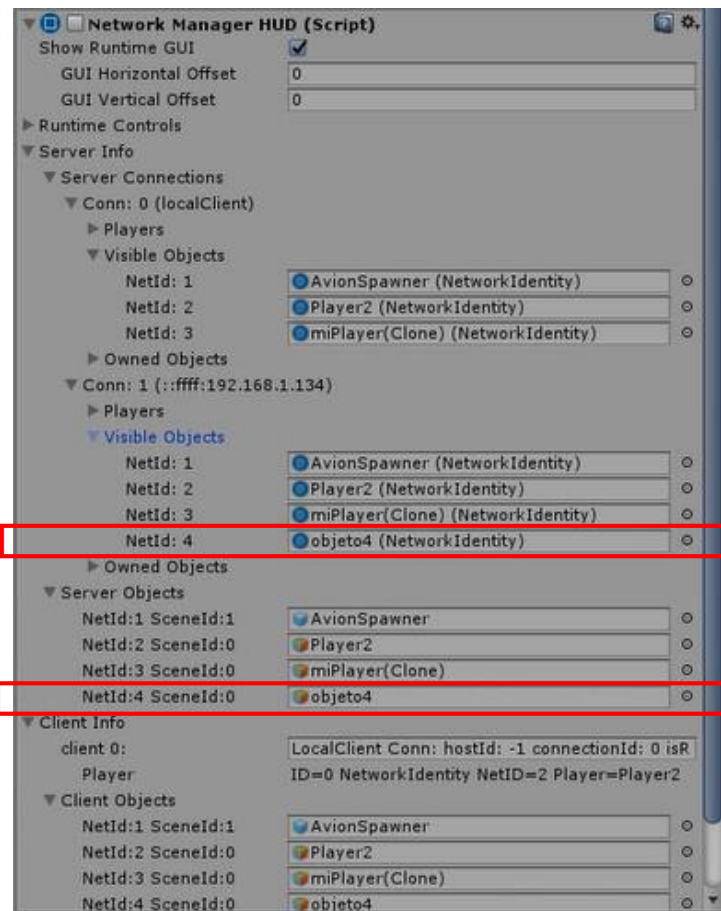 Network Manager HUD (Script)
Show Runtime GUI
GUI Horizontal Offset 0
GUI Vertical Offset 0
Runtime Controls
Server Info
Server Connections
Conn: 0 (localClient)
Players
Visible Objects
NetId: 1 AvionSpawner (NetworkIdentity)
NetId: 2 Player2 (NetworkIdentity)
NetId: 3 miPlayer(Clone) (NetworkIdentity)
Owned Objects
Conn: 1 (::ffff:192.168.1.134)
Players
Visible Objects
NetId: 1 AvionSpawner (NetworkIdentity)
NetId: 2 Player2 (NetworkIdentity)
NetId: 3 miPlayer(Clone) (NetworkIdentity)
NetId: 4 objeto4 (NetworkIdentity)
Owned Objects
Server Objects
NetId:1 SceneId:1 AvionSpawner
NetId:2 SceneId:0 Player2
NetId:3 SceneId:0 miPlayer(Clone)
NetId:4 SceneId:0 objeto4
Client Info
client 0: LocalClient Conn: hostId: -1 connectionId: 0 isR
Player ID=0 NetworkIdentity NetID=2 Player=Player2
Client Objects
NetId:1 SceneId:1 AvionSpawner
NetId:2 SceneId:0 Player2
NetId:3 SceneId:0 miPlayer(Clone)
NetId:4 SceneId:0 objeto4